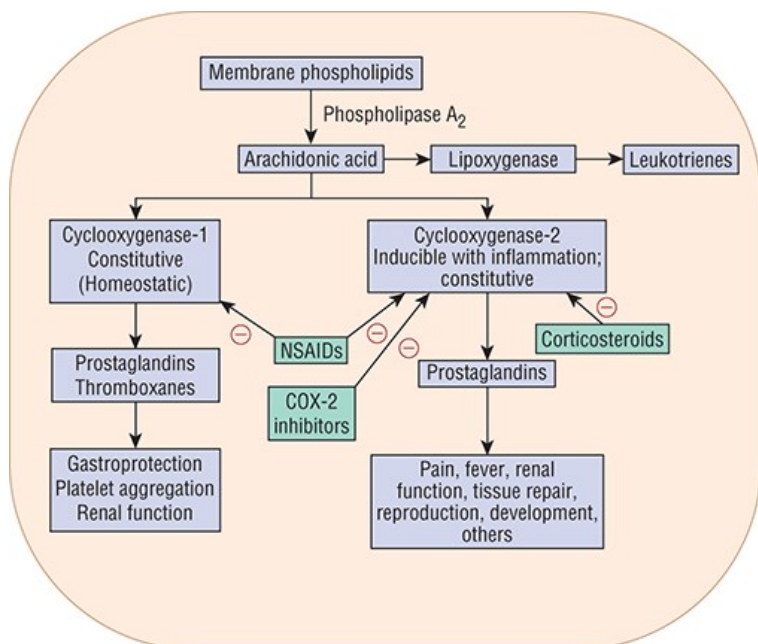 Membrane phospholipids
Phospholipase A2
Arachidonic acid
Lipoxygenase
Leukotrienes
Cyclooxygenase-1
Constitutive
(Homeostatic)
Cyclooxygenase-2
Inducible with inflammation;
constitutive
NSAIDs
Corticosteroids
Prostaglandins
Thromboxanes
COX-2
inhibitors
Prostaglandins
Gastroprotection
Platelet aggregation
Renal function
Pain, fever, renal
function, tissue repair,
reproduction, development,
others